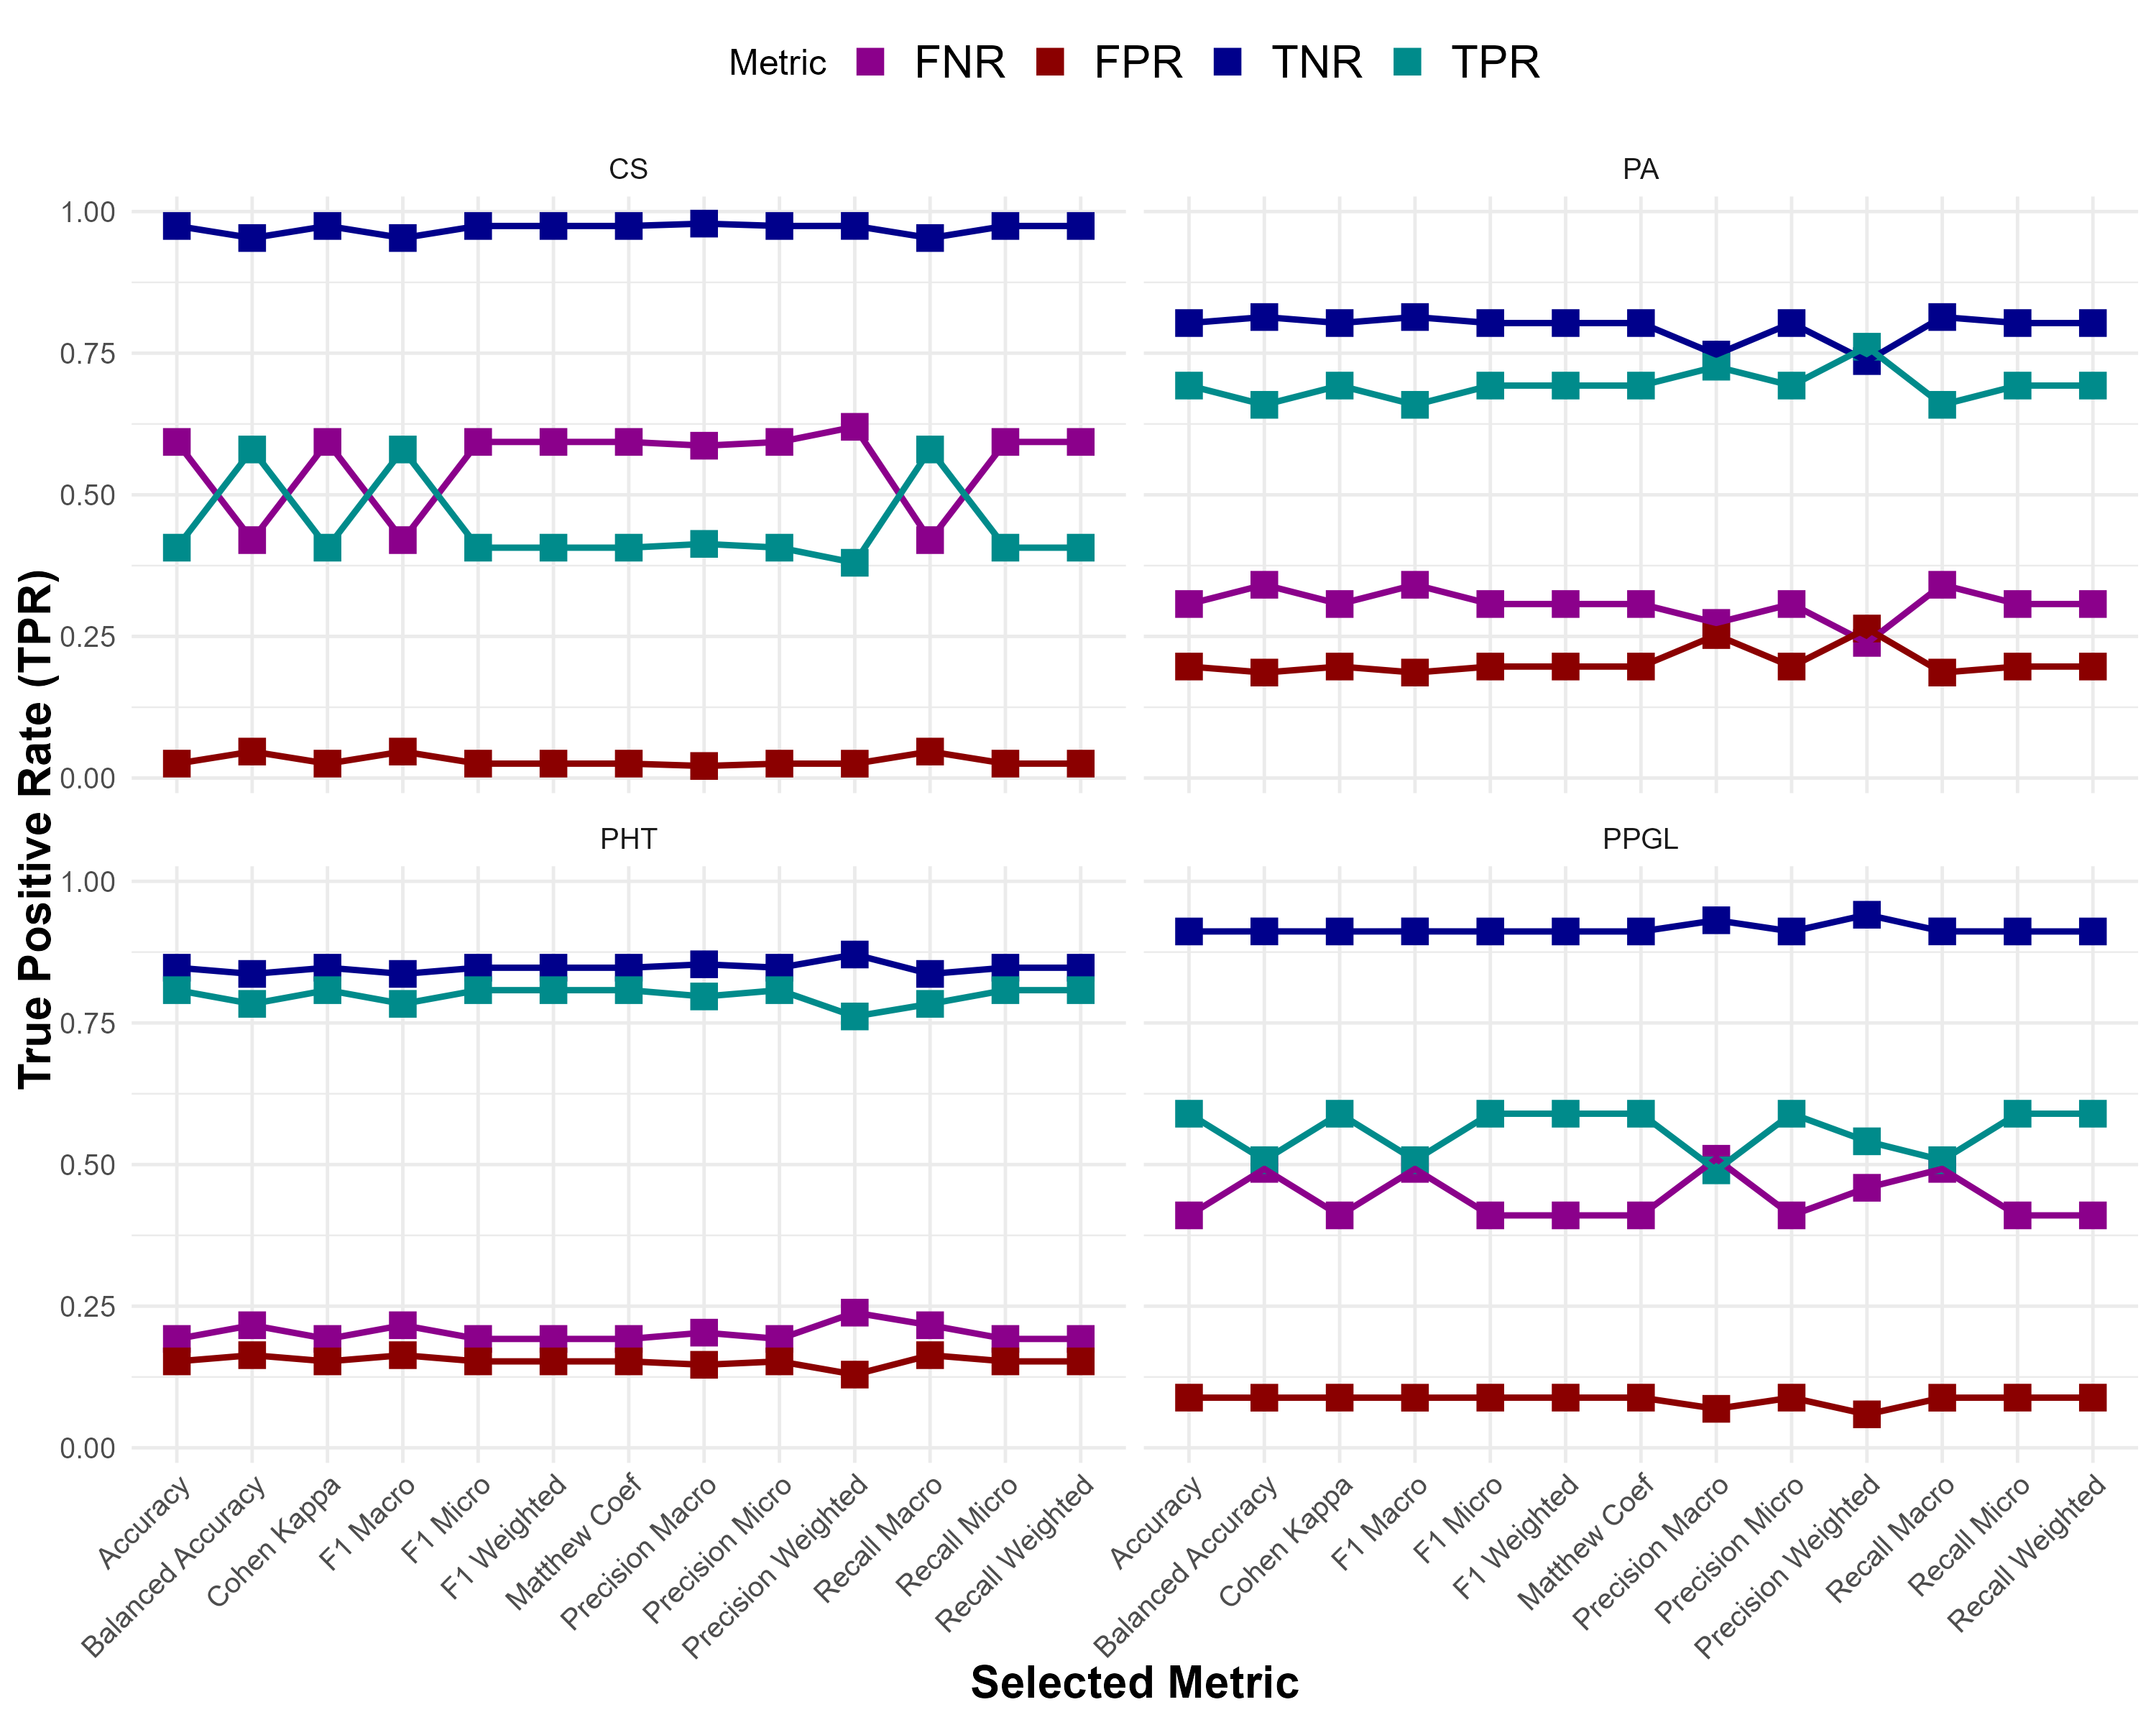 Metric FNR FPR TNR TPR
CS
PA
1.00
0.75
0.50
0.25
0.00
PHT
PPGL
1.00
0.75
0.50
0.25
0.00
True Positive Rate (TPR)
Accuracy
Balanced Accuracy
Cohen Kappa
F1 Macro
F1 Micro
F1 Weighted
Matthew Coef
Precision Macro
Precision Micro
Precision Weighted
Recall Macro
Recall Micro
Recall Weighted
Accuracy
Balanced Accuracy
Cohen Kappa
F1 Macro
F1 Micro
F1 Weighted
Matthew Coef
Precision Macro
Precision Micro
Precision Weighted
Recall Macro
Recall Micro
Recall Weighted
Selected Metric